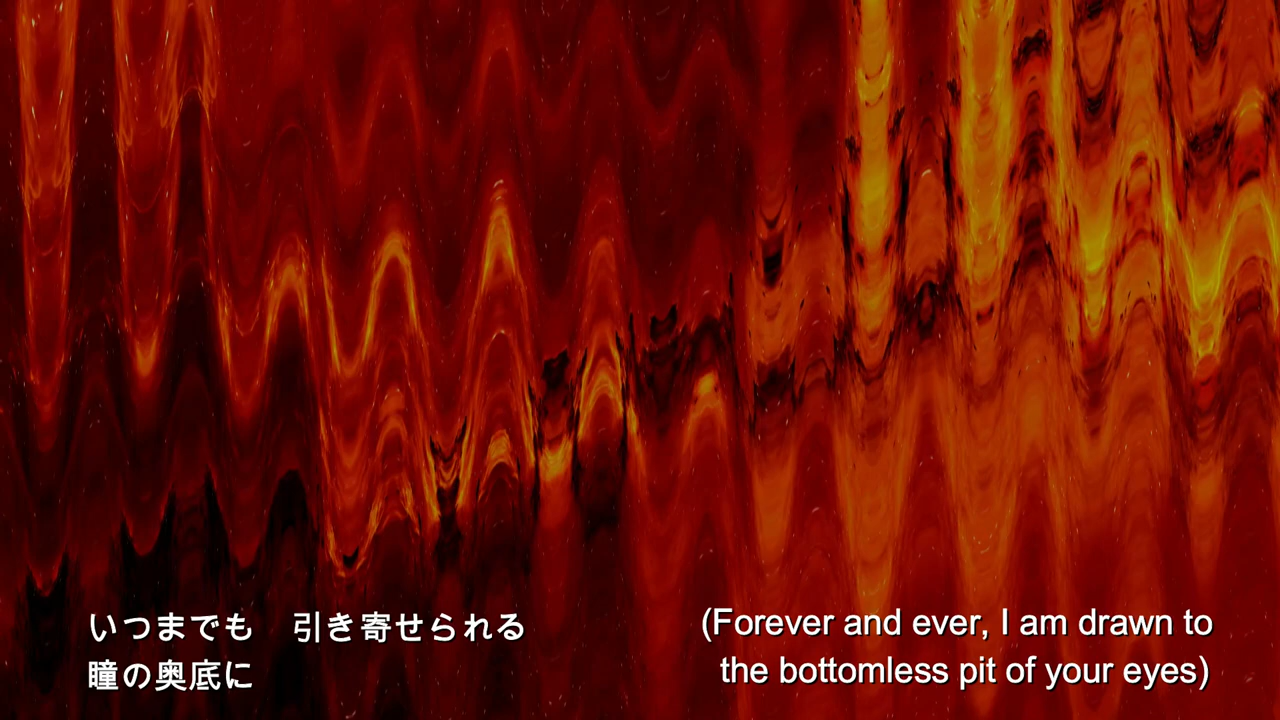 いつまでも　引き寄せられる
瞳の奥底に
(Forever and ever, I am drawn to
the bottomless pit of your eyes)